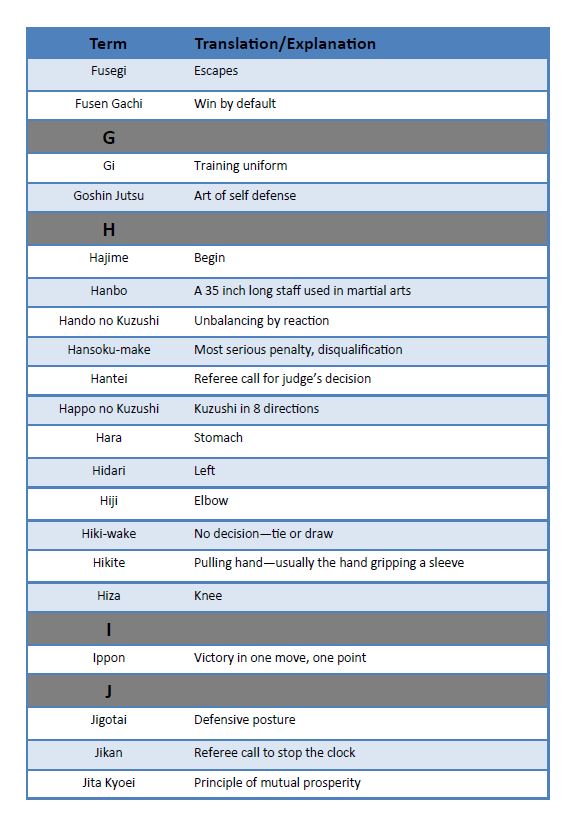 Term Translation/Explanation
Fusegi Escapes
Fusen Gachi Win by default
G
Gi Training uniform
Goshin Jutsu Art of self defense
H
Hajime Begin
Hanbo A 35 inch long staff used in martial arts
Hando no Kuzushi Unbalancing by reaction
Hansoku-make Most serious penalty, disqualification
Hantei Referee call for judge’s decision
Happo no Kuzushi Kuzushi in 8 directions
Hara Stomach
Hidari Left
Hiji Elbow
Hiki-wake No decision—tie or draw
Hikite Pulling hand—usually the hand gripping a sleeve
Hiza Knee
I
Ippon Victory in one move, one point
J
Jigotai Defensive posture
Jikan Referee call to stop the clock
Jita Kyoei Principle of mutual prosperity